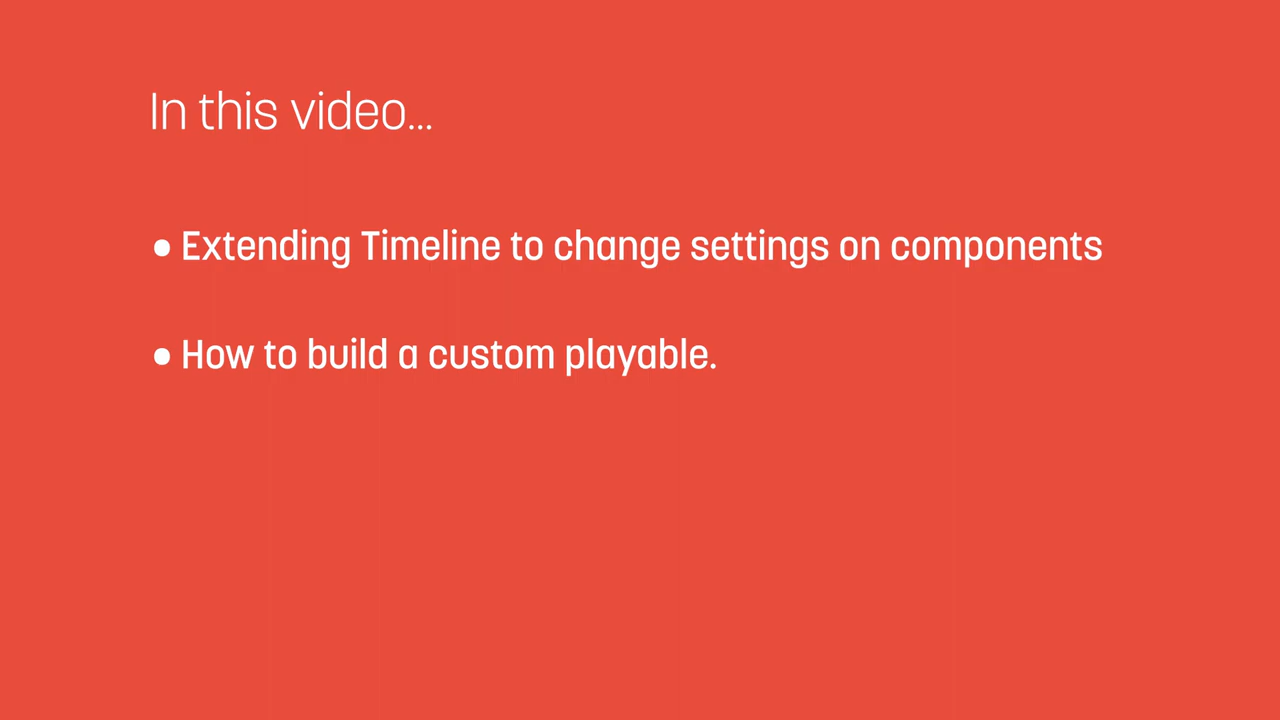 In this video...
• Extending Timeline to change settings on components
• How to build a custom playable.